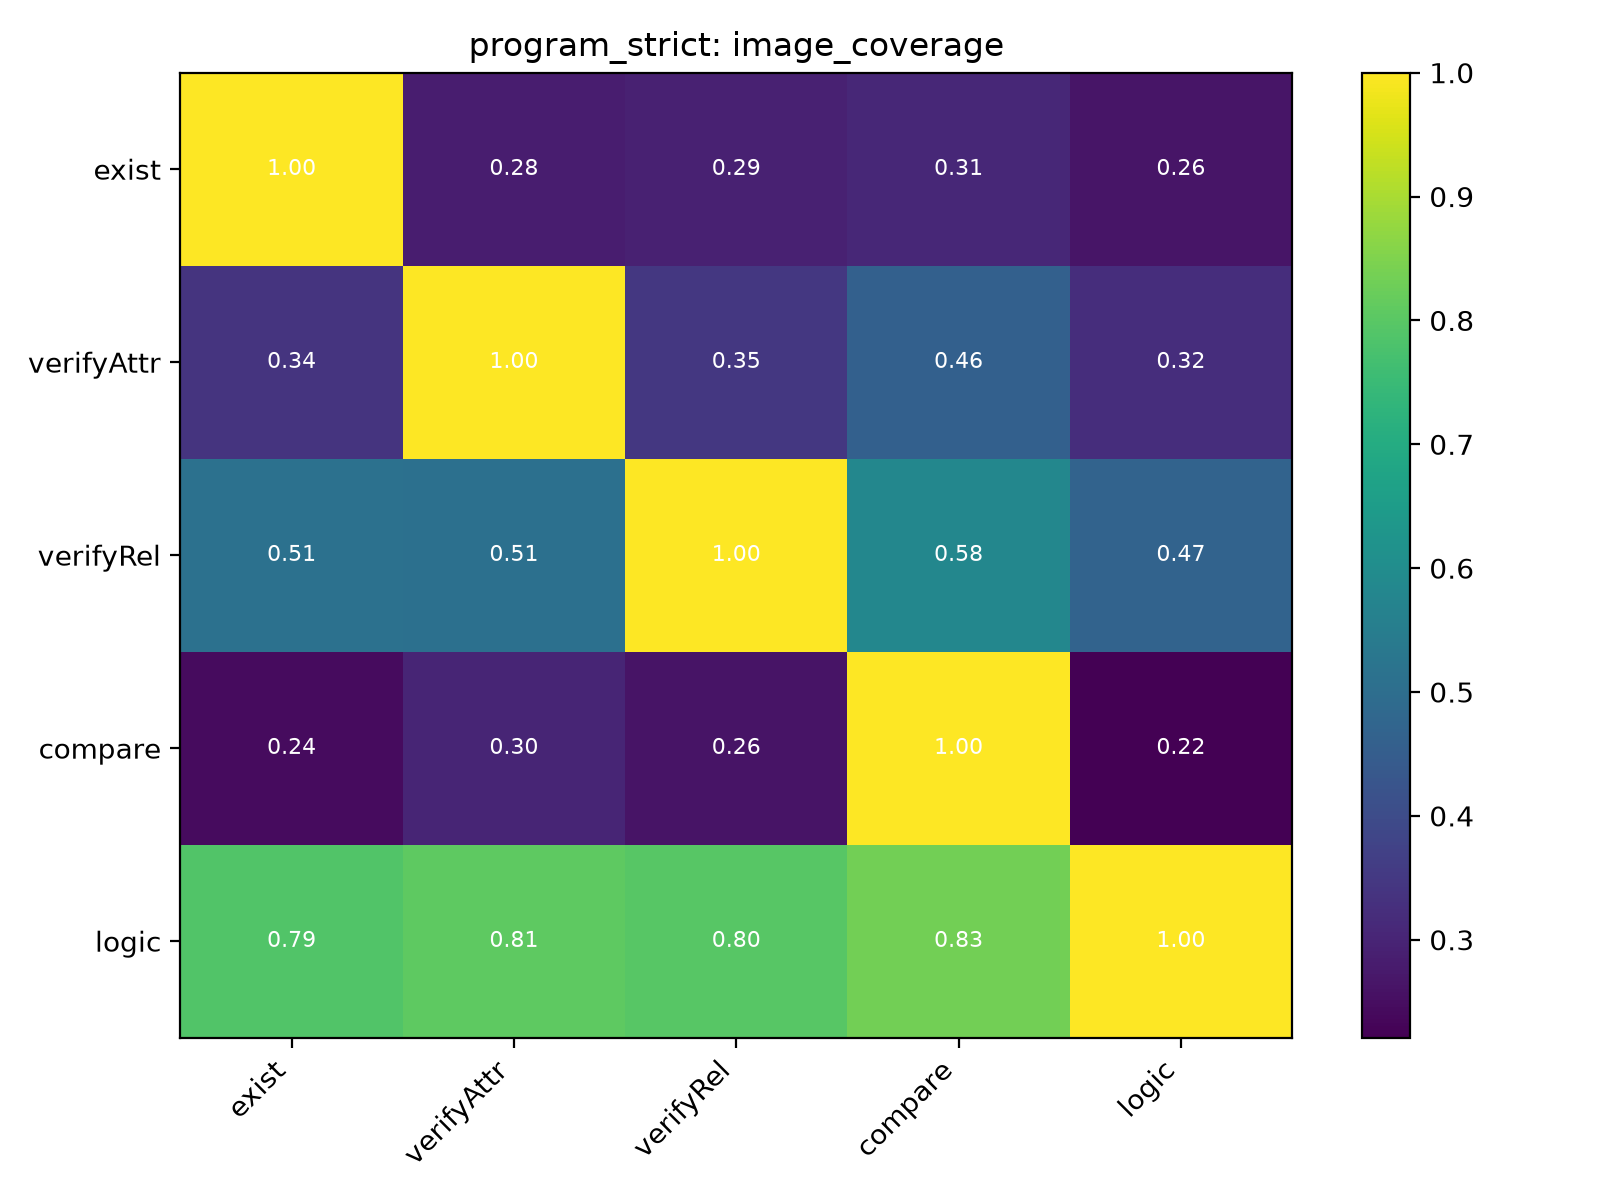 program_strict: image_coverage
exist 1.00 0.28 0.29 0.31 0.26
verifyAttr 0.34 1.00 0.35 0.46 0.32
verifyRel 0.51 0.51 1.00 0.58 0.47
compare 0.24 0.30 0.26 1.00 0.22
logic 0.79 0.81 0.80 0.83 1.00
exist verifyAttr verifyRel compare logic
1.0
0.9
0.8
0.7
0.6
0.5
0.4
0.3